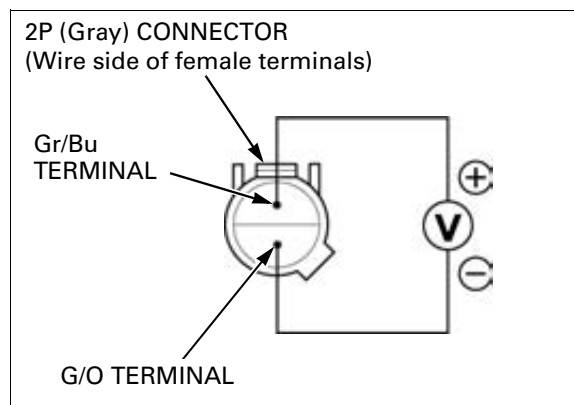 2P (Gray) CONNECTOR
(Wire side of female terminals)
Gr/Bu
TERMINAL
+
V
−
G/O TERMINAL